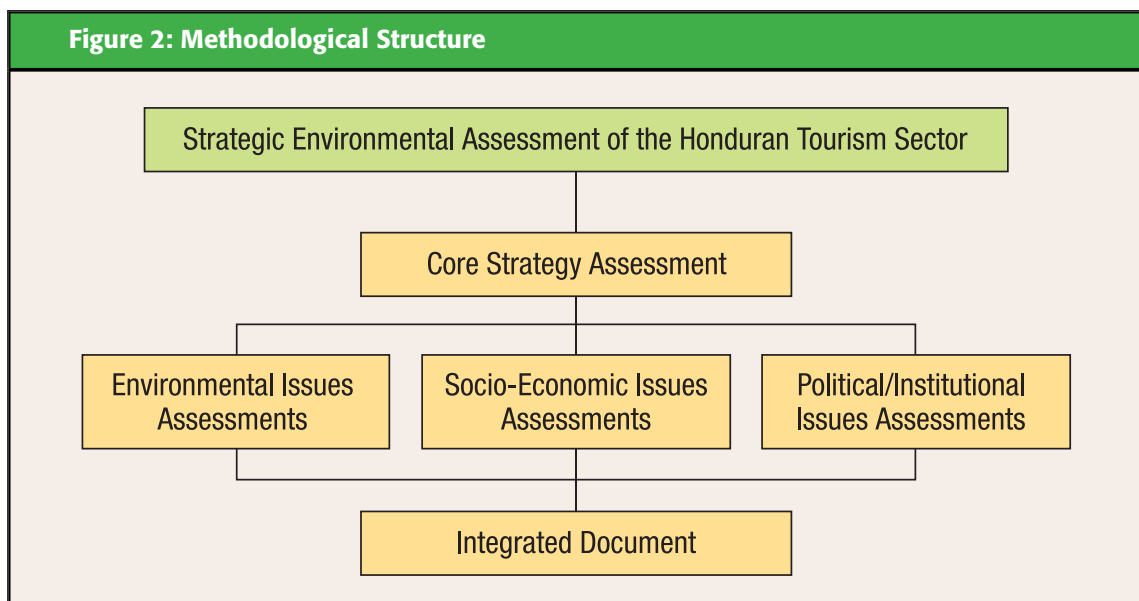 Figure 2: Methodological Structure
Strategic Environmental Assessment of the Honduran Tourism Sector
Core Strategy Assessment
Environmental Issues
Assessments
Socio-Economic Issues
Assessments
Political/Institutional
Issues Assessments
Integrated Document